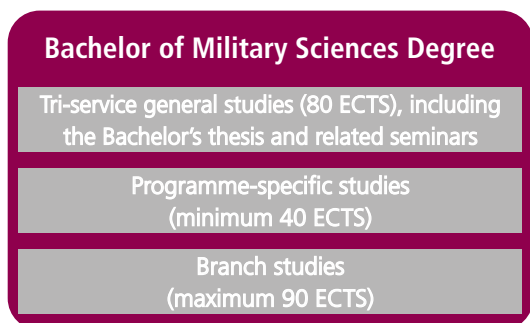 Bachelor of Military Sciences Degree
Tri-service general studies (80 ECTS), including
the Bachelor's thesis and related seminars
Programme-specific studies
(minimum 40 ECTS)
Branch studies
(maximum 90 ECTS)